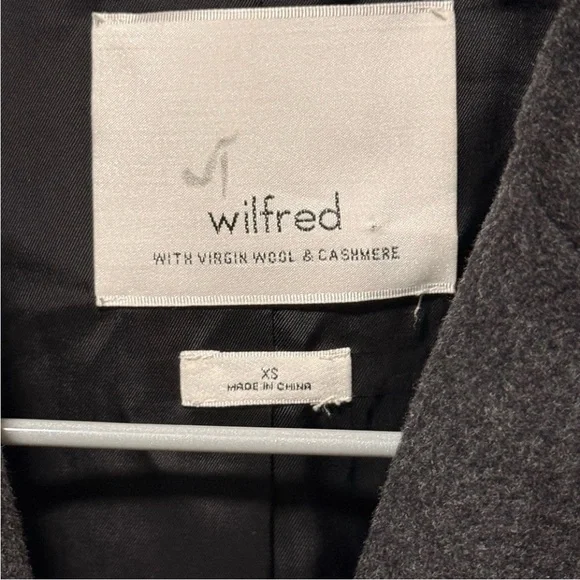 wilfred
WITH VIRGIN WOOL & CASHMERE
XS
MADE IN CHINA